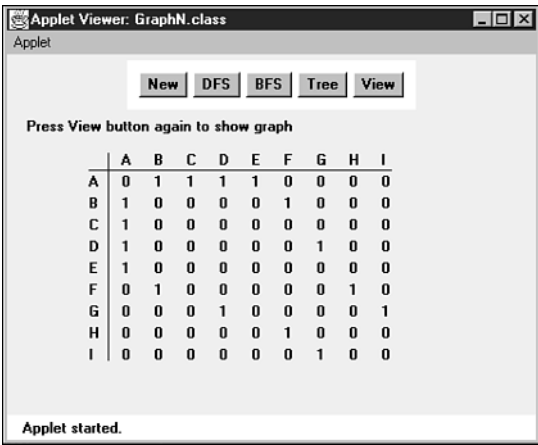 Applet Viewer: GraphN.class
Applet
New DFS BFS Tree View
Press View button again to show graph
A B C D E F G H I
A 0 1 1 1 1 0 0 0 0
B 1 0 0 0 0 1 0 0 0
C 1 0 0 0 0 0 0 0 0
D 1 0 0 0 0 0 1 0 0
E 1 0 0 0 0 0 0 0 0
F 0 1 0 0 0 0 0 1 0
G 0 0 0 1 0 0 0 0 1
H 0 0 0 0 0 1 0 0 0
I 0 0 0 0 0 0 1 0 0
Applet started.